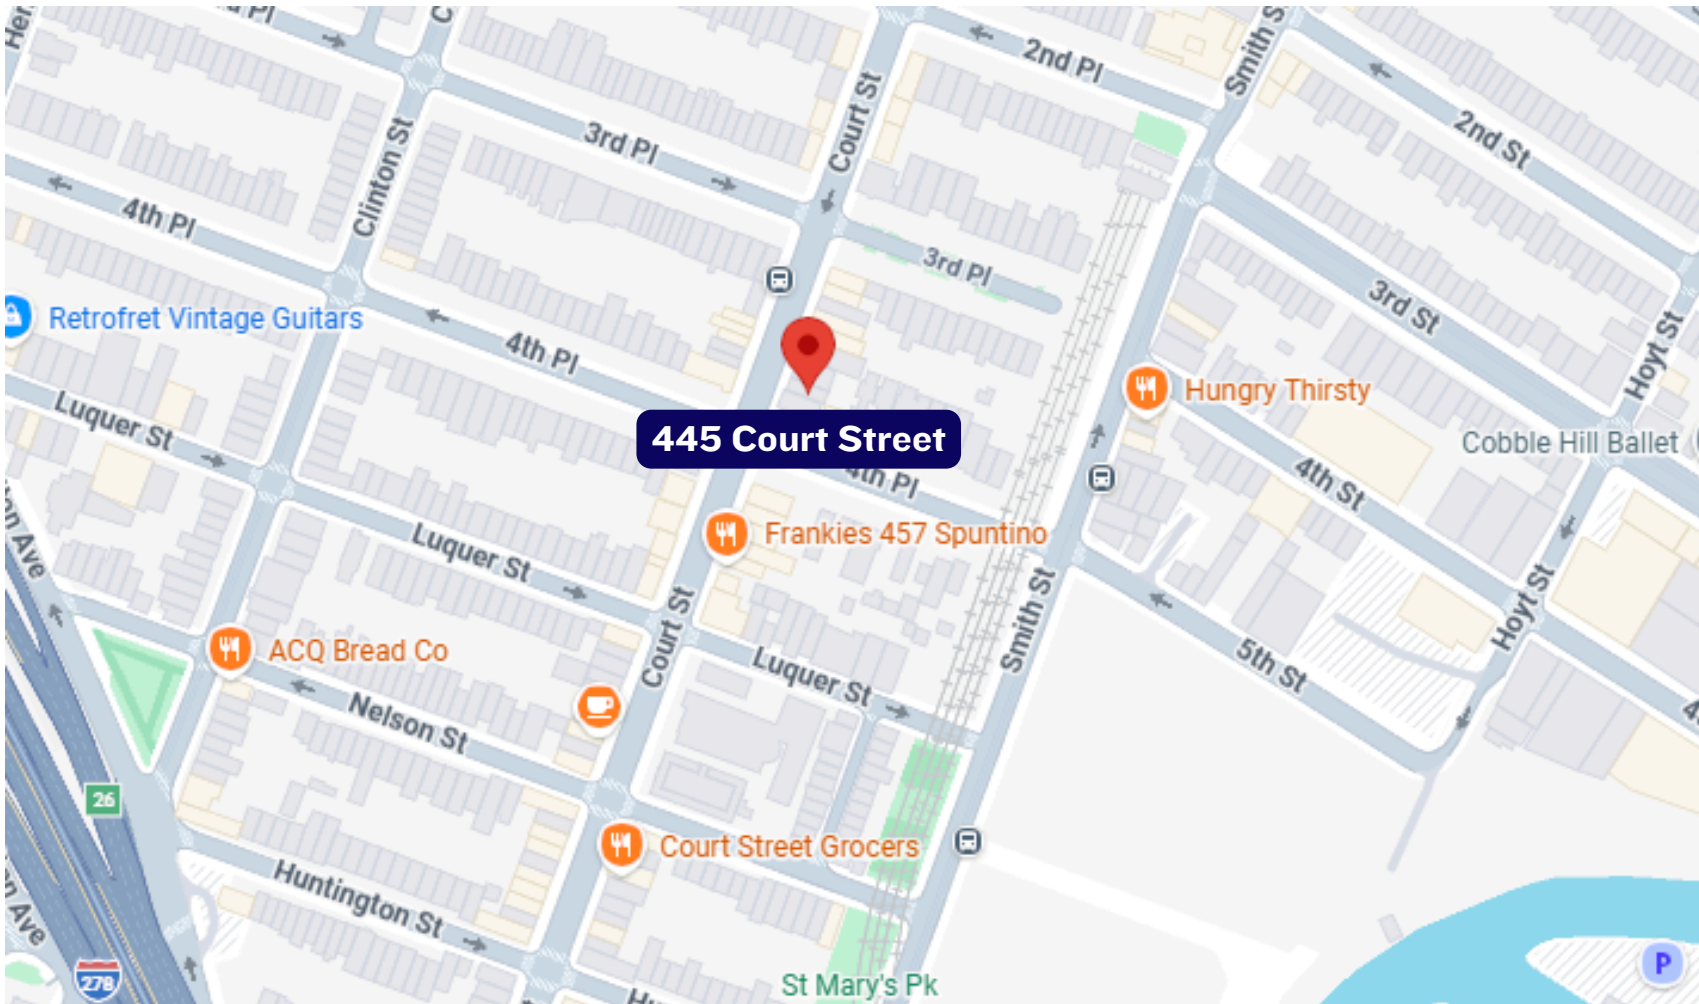 2nd Pl
Smith S
Court St
3rd Pl
2nd St
Clinton St
4th Pl
3rd Pl
3rd St
Retrofret Vintage Guitars
4th Pl
Hoyt St
Hungry Thirsty
Luquer St
445 Court Street
Cobble Hill Ballet
4th Pl
4th St
Luquer St
Frankies 457 Spuntino
Court St
Smith St
Hoyt St
ACQ Bread Co
Luquer St
5th St
Nelson St
26
Court Street Grocers
Huntington St
278
St Mary's Pk
P